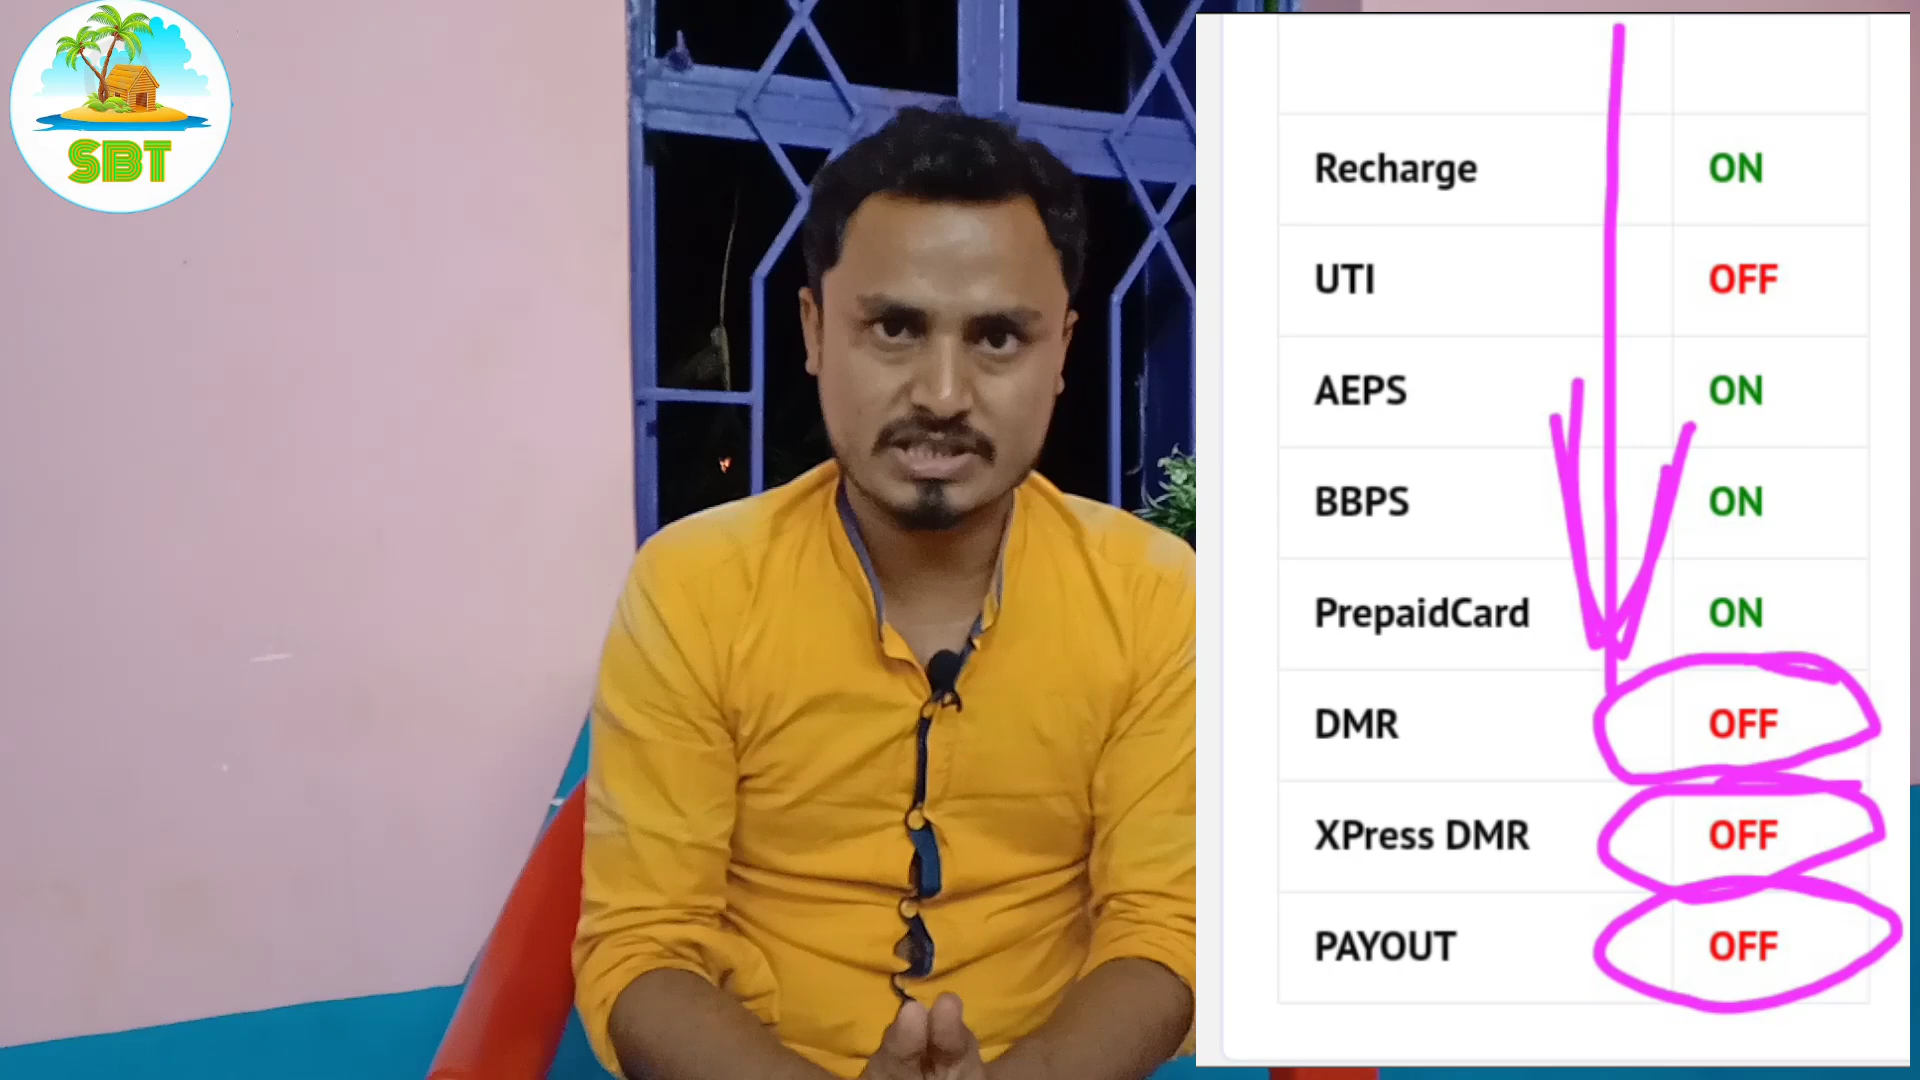 SBT
Recharge ON
UTI OFF
AEPS ON
BBPS ON
PrepaidCard ON
DMR OFF
XPress DMR OFF
PAYOUT OFF